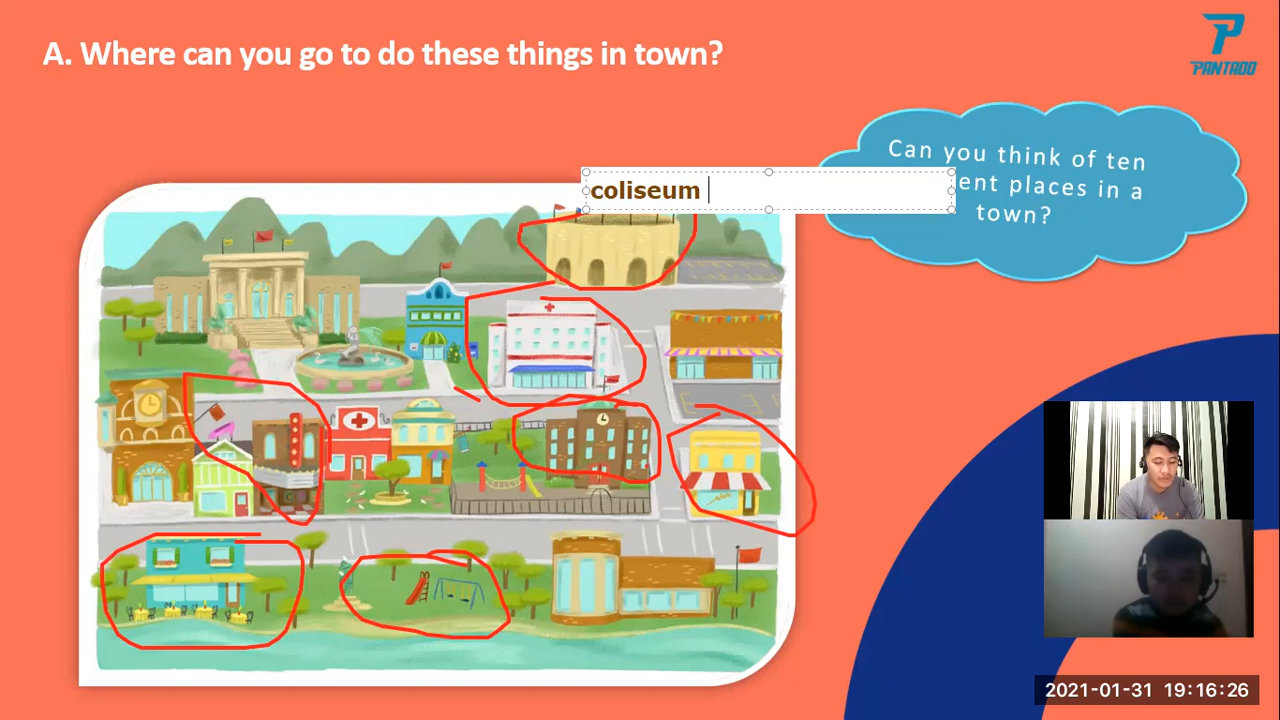 A. Where can you go to do these things in town?
PANTADO
Can you think of ten
ent places in a
town?
coliseum
2021-01-31 19:16:26